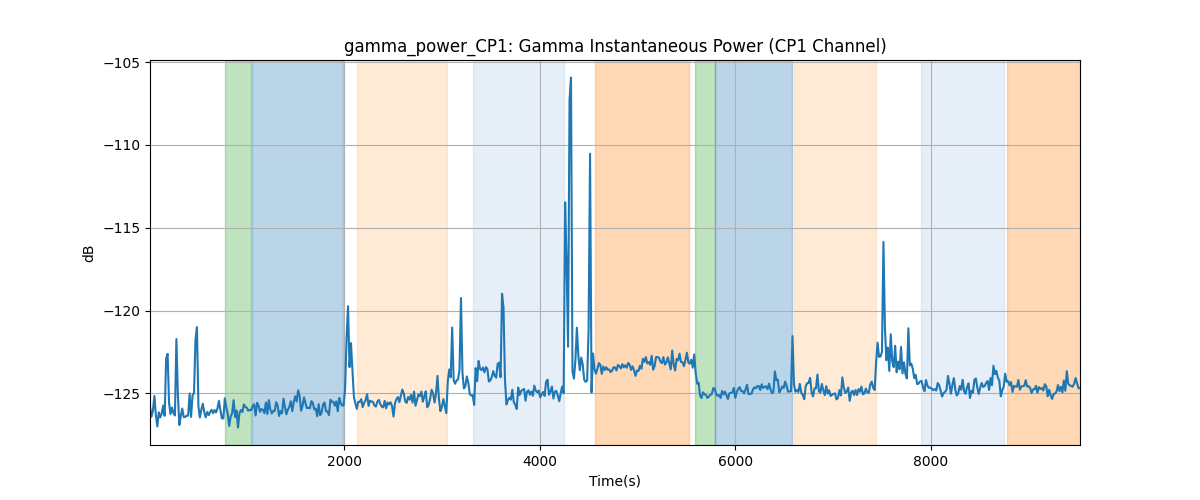 gamma_power_CP1: Gamma Instantaneous Power (CP1 Channel)
−105
−110
−115
−120
−125
dB
2000 4000 6000 8000
Time(s)